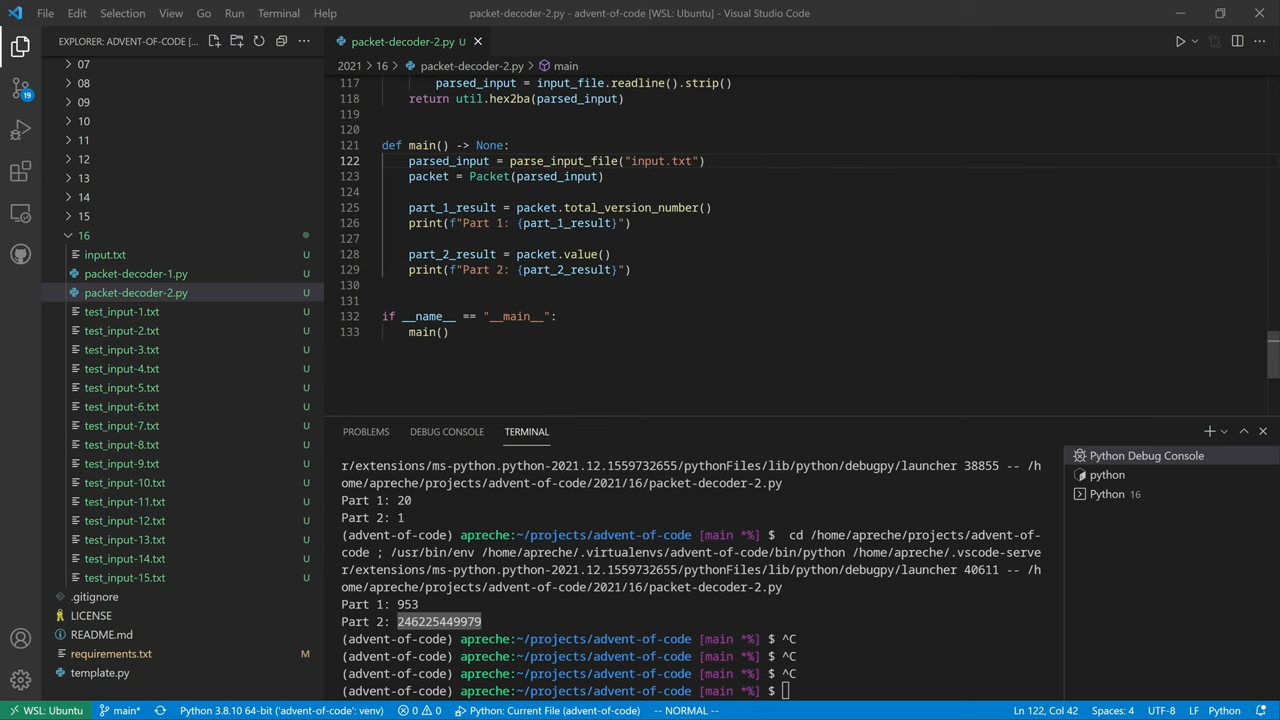 File Edit Selection View Go Run Terminal Help
packet-decoder-2.py - advent-of-code [WSL: Ubuntu] - Visual Studio Code
EXPLORER: ADVENT-OF-CODE [...
19
07
08
09
10
11
12
13
14
15
16
input.txt U
packet-decoder-1.py U
packet-decoder-2.py U
test_input-1.txt U
test_input-2.txt U
test_input-3.txt U
test_input-4.txt U
test_input-5.txt U
test_input-6.txt U
test_input-7.txt U
test_input-8.txt U
test_input-9.txt U
test_input-10.txt U
test_input-11.txt U
test_input-12.txt U
test_input-13.txt U
test_input-14.txt U
test_input-15.txt U
.gitignore
LICENSE
README.md
requirements.txt M
template.py
packet-decoder-2.py U
2021 > 16 > packet-decoder-2.py > main
117 parsed_input = input_file.readline().strip()
118 return util.hex2ba(parsed_input)
119
120
121 def main() -> None:
122 parsed_input = parse_input_file("input.txt")
123 packet = Packet(parsed_input)
124
125 part_1_result = packet.total_version_number()
126 print(f"Part 1: {part_1_result}")
127
128 part_2_result = packet.value()
129 print(f"Part 2: {part_2_result}")
130
131
132 if __name__ == "__main__":
133 main()
PROBLEMS DEBUG CONSOLE TERMINAL
r/extensions/ms-python.python-2021.12.1559732655/pythonFiles/lib/python/debugpy/launcher 38855 -- /h
ome/apreche/projects/advent-of-code/2021/16/packet-decoder-2.py
Part 1: 20
Part 2: 1
(advent-of-code) apreche:~/projects/advent-of-code [main *%] $  cd /home/apreche/projects/advent-of-
code ; /usr/bin/env /home/apreche/.virtualenvs/advent-of-code/bin/python /home/apreche/.vscode-serve
r/extensions/ms-python.python-2021.12.1559732655/pythonFiles/lib/python/debugpy/launcher 40611 -- /h
ome/apreche/projects/advent-of-code/2021/16/packet-decoder-2.py
Part 1: 953
Part 2: 246225449979
(advent-of-code) apreche:~/projects/advent-of-code [main *%] $ ^C
(advent-of-code) apreche:~/projects/advent-of-code [main *%] $ ^C
(advent-of-code) apreche:~/projects/advent-of-code [main *%] $ ^C
(advent-of-code) apreche:~/projects/advent-of-code [main *%] $
Python Debug Console
python
Python 16
WSL: Ubuntu main* Python 3.8.10 64-bit ('advent-of-code': venv) 0 0 Python: Current File (advent-of-code) -- NORMAL -- Ln 122, Col 42 Spaces: 4 UTF-8 LF Python